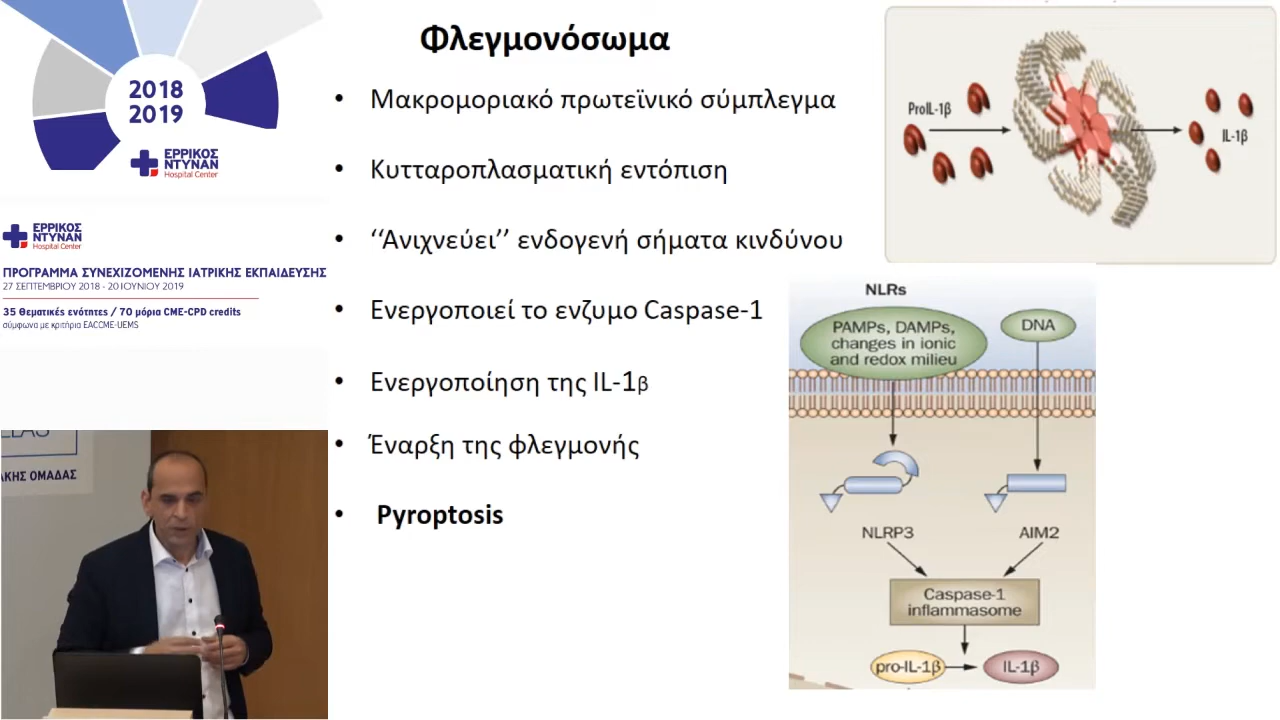 2018
2019
ΕΡΡΙΚΟΣ
ΝΤΥΝΑΝ
Hospital Center
ΕΡΡΙΚΟΣ
ΝΤΥΝΑΝ
Hospital Center
ΠΡΟΓΡΑΜΜΑ ΣΥΝΕΧΙΖΟΜΕΝΗΣ ΙΑΤΡΙΚΗΣ ΕΚΠΑΙΔΕΥΣΗΣ
27 ΣΕΠΤΕΜΒΡΙΟΥ 2018 - 20 ΙΟΥΝΙΟΥ 2019
35 Θεματικές ενότητες / 70 μόρια CME-CPD credits
σύμφωνα με κριτήρια EACCME-UEMS
ΑΚΗΣ ΟΜΑΔΑΣ
Φλεγμονόσωμα
• Μακρομοριακό πρωτεϊνικό σύμπλεγμα
• Κυτταροπλασματική εντόπιση
• ‘‘Ανιχνεύει’’ ενδογενή σήματα κινδύνου
• Ενεργοποιεί το ενζυμο Caspase-1
• Ενεργοποίηση της IL-1β
• Έναρξη της φλεγμονής
• Pyroptosis
ProIL-1β
IL-1β
NLRs
PAMPs, DAMPs,
changes in ionic
and redox milieu
DNA
NLRP3
AIM2
Caspase-1
inflammasome
pro-IL-1β
IL-1β